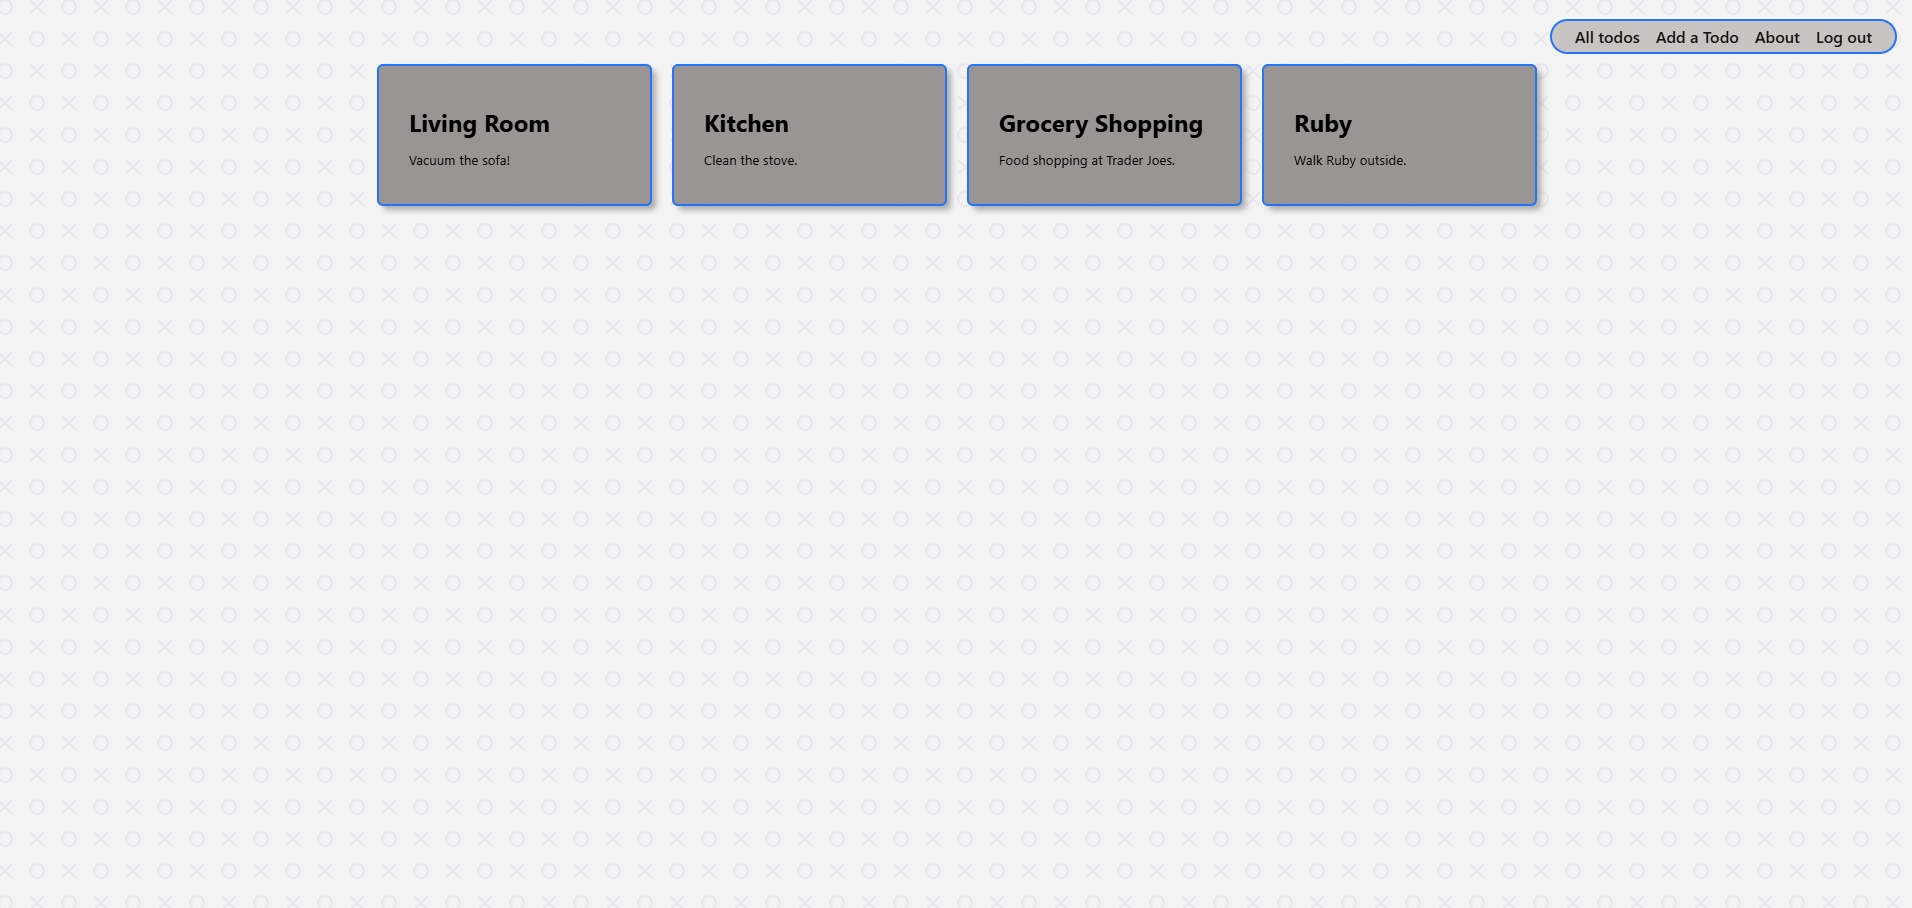 All todos Add a Todo About Log out
Living Room
Vacuum the sofa!
Kitchen
Clean the stove.
Grocery Shopping
Food shopping at Trader Joes.
Ruby
Walk Ruby outside.